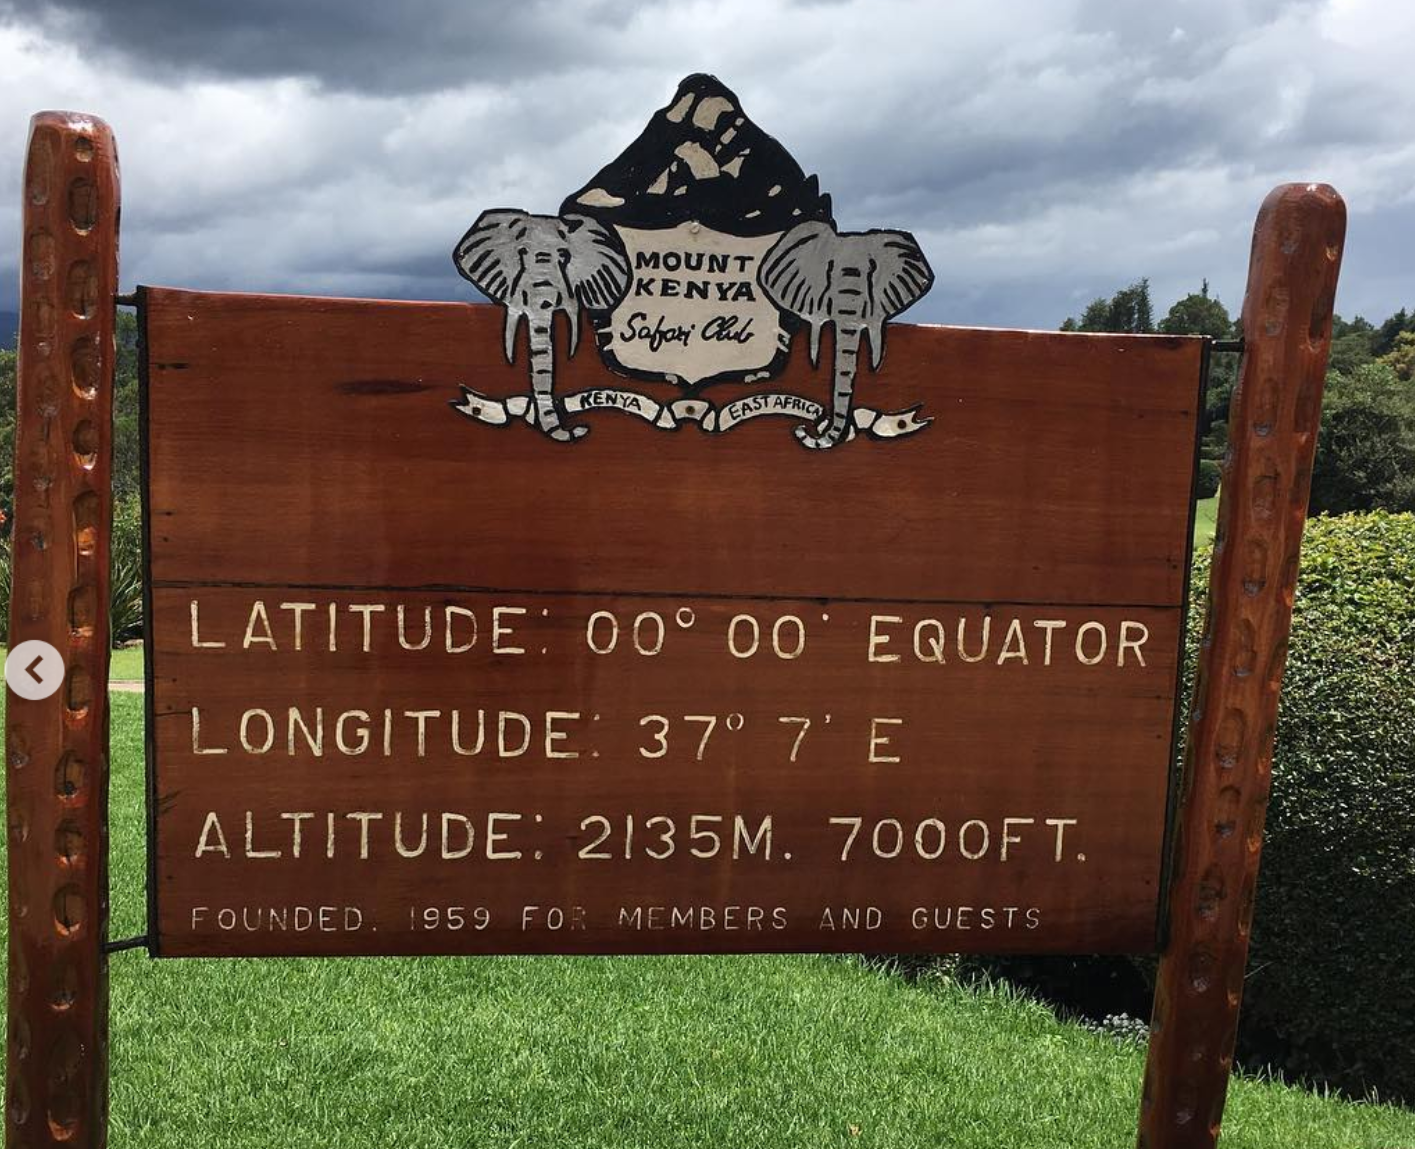 MOUNT
KENYA
Safari Club
KENYA EAST AFRICA
LATITUDE: 00° 00' EQUATOR
LONGITUDE: 37° 7' E
ALTITUDE: 2135M. 7000FT.
FOUNDED. 1959 FOR MEMBERS AND GUESTS